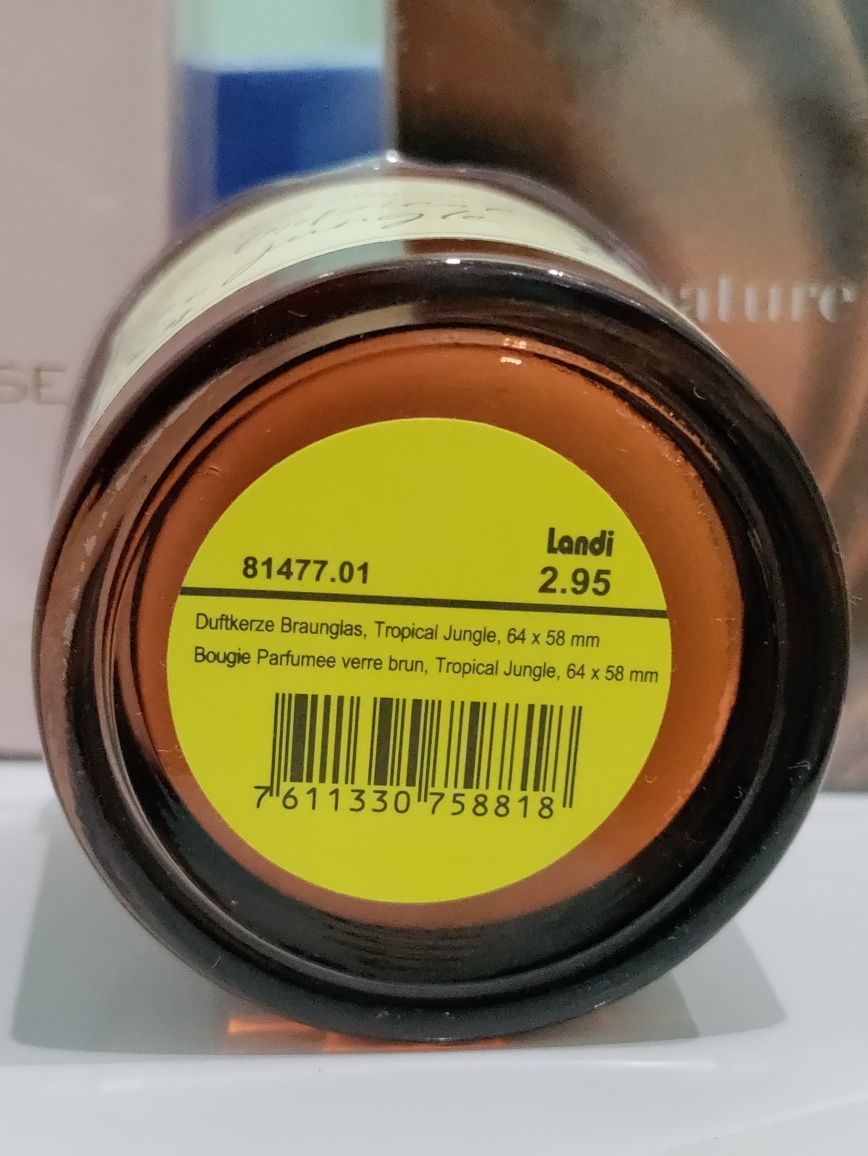 Jungle
SE
ature
Landi
81477.01
2.95
Duftkerze Braunglas, Tropical Jungle, 64 x 58 mm
Bougie Parfumee verre brun, Tropical Jungle, 64 x 58 mm
7 611330 758818